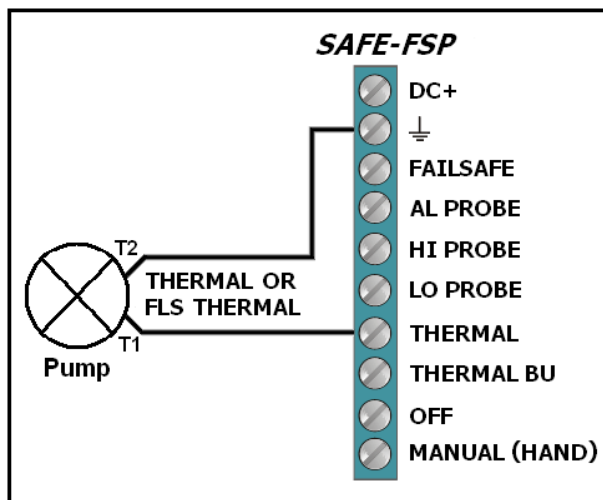 SAFE-FSP
DC+
FAILSAFE
AL PROBE
HI PROBE
LO PROBE
THERMAL
THERMAL BU
OFF
MANUAL (HAND)
T2
THERMAL OR
FLS THERMAL
T1
Pump